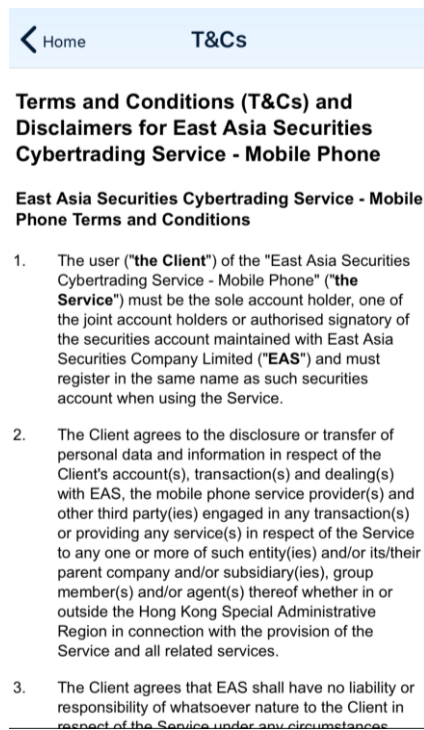 Home
T&Cs
Terms and Conditions (T&Cs) and
Disclaimers for East Asia Securities
Cybertrading Service - Mobile Phone
East Asia Securities Cybertrading Service - Mobile
Phone Terms and Conditions
1. The user ("the Client") of the "East Asia Securities
Cybertrading Service - Mobile Phone" ("the
Service") must be the sole account holder, one of
the joint account holders or authorised signatory of
the securities account maintained with East Asia
Securities Company Limited ("EAS") and must
register in the same name as such securities
account when using the Service.
2. The Client agrees to the disclosure or transfer of
personal data and information in respect of the
Client's account(s), transaction(s) and dealing(s)
with EAS, the mobile phone service provider(s) and
other third party(ies) engaged in any transaction(s)
or providing any service(s) in respect of the Service
to any one or more of such entity(ies) and/or its/their
parent company and/or subsidiary(ies), group
member(s) and/or agent(s) thereof whether in or
outside the Hong Kong Special Administrative
Region in connection with the provision of the
Service and all related services.
3. The Client agrees that EAS shall have no liability or
responsibility of whatsoever nature to the Client in
respect of the Service under any circumstances